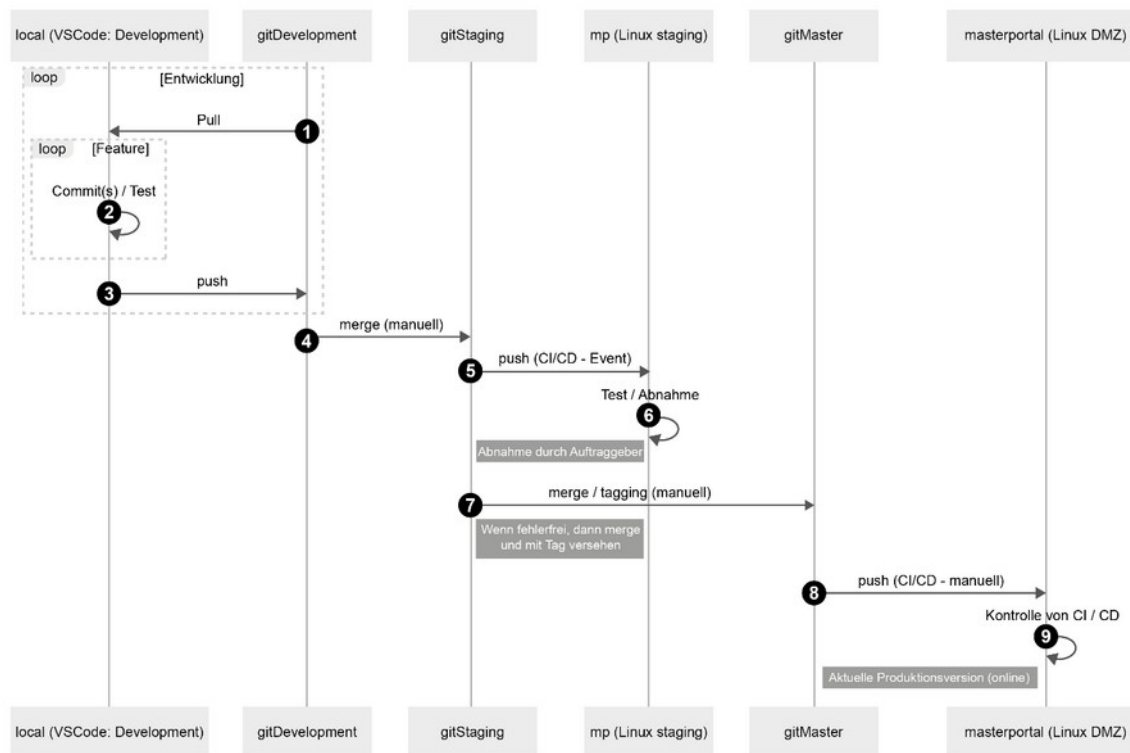 local (VSCode: Development)
gitDevelopment
gitStaging
mp (Linux staging)
gitMaster
masterportal (Linux DMZ)
loop
[Entwicklung]
Pull
1
loop
[Feature]
Commit(s) / Test
2
push
3
merge (manuell)
4
push (CI/CD - Event)
5
Test / Abnahme
6
Abnahme durch Auftraggeber
merge / tagging (manuell)
7
Wenn fehlerfrei, dann merge
und mit Tag versehen
push (CI/CD - manuell)
8
Kontrolle von CI / CD
9
Aktuelle Produktionsversion (online)
local (VSCode: Development)
gitDevelopment
gitStaging
mp (Linux staging)
gitMaster
masterportal (Linux DMZ)